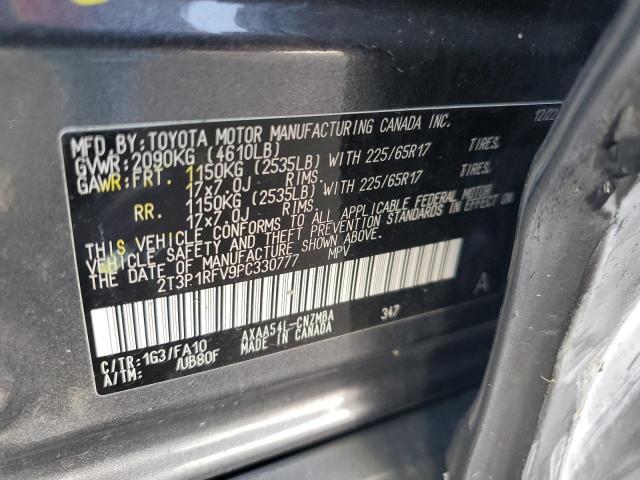 MFD.BY:TOYOTA MOTOR MANUFACTURING CANADA INC. 12/22
GVWR:2090KG (4610LB)
GAWR:FRT. 1150KG (2535LB) WITH 225/65R17 TIRES.
17x7.0J RIMS.
RR. 1150KG (2535LB) WITH 225/65R17 TIRES.
17x7.0J RIMS.
THIS VEHICLE CONFORMS TO ALL APPLICABLE FEDERAL MOTOR
VEHICLE SAFETY AND THEFT PREVENTION STANDARDS IN EFFECT ON
THE DATE OF MANUFACTURE SHOWN ABOVE.
2T3P1RFV9PC330777 MPV A
C/TR:1G3/FA10 AXAA54L-CNZMBA 347
A/TM: /UB80F MADE IN CANADA